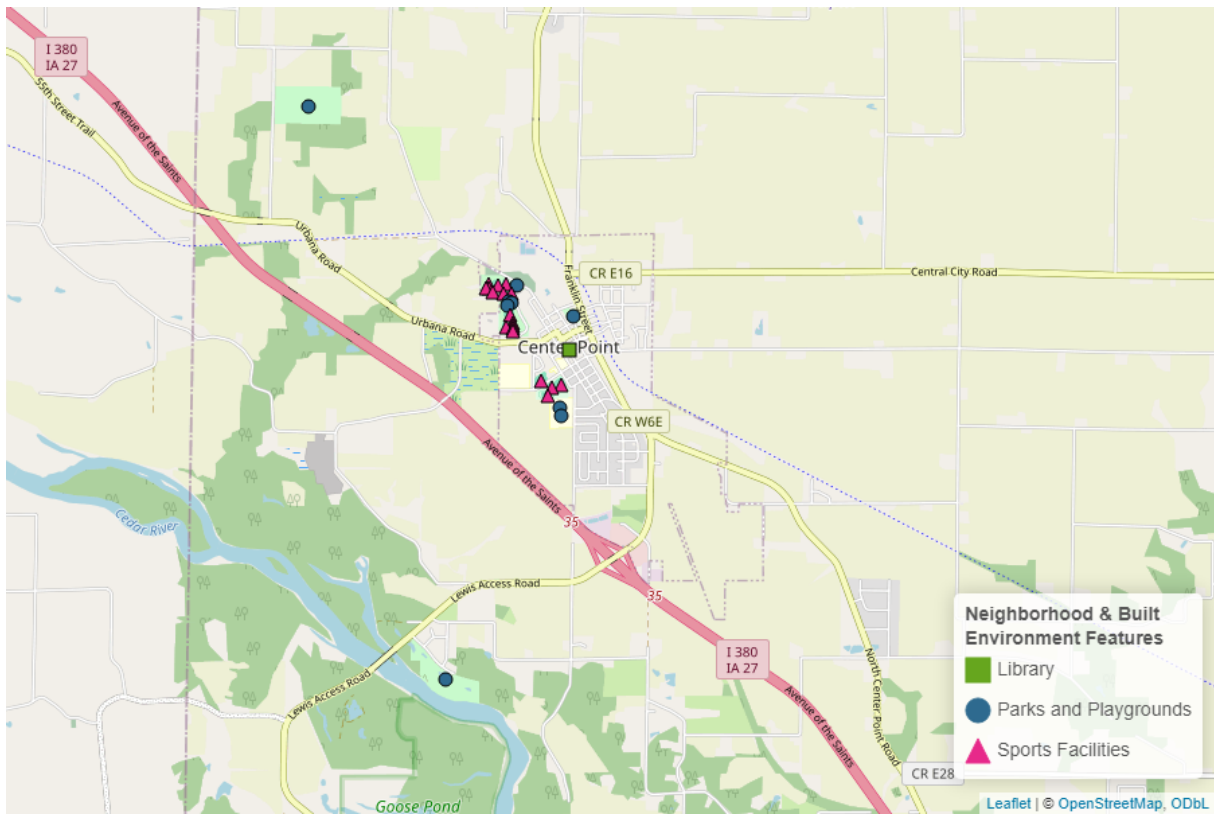 I 380
IA 27
55th Street Trail
Avenue of the Saints
Urbana Road
CR E16
Central City Road
Franklin Street
Urbana Road
Center Point
CR W6E
Avenue of the Saints
Cedar River
35
Lewis Access Road
35
I 380
IA 27
Lewis Access Road
North Center Point Road
Avenue of the Saints
CR E28
Goose Pond
Neighborhood & Built
Environment Features
Library
Parks and Playgrounds
Sports Facilities
Leaflet | © OpenStreetMap, ODbL